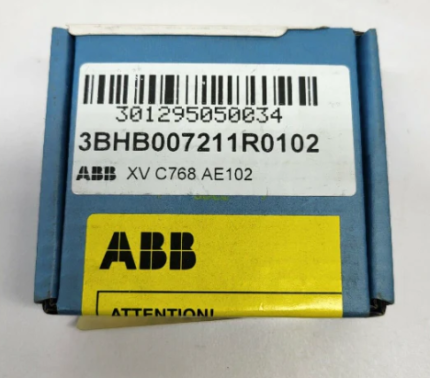 301295050034
3BHB007211R0102
ABB XV C768 AE102
ABB
ATTENTION!